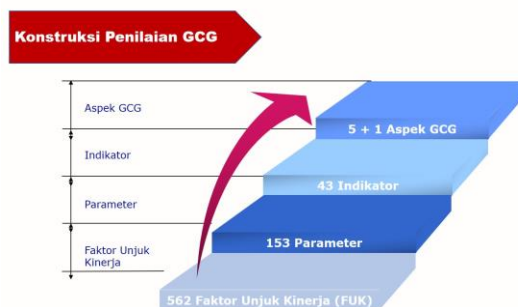 Konstruksi Penilaian GCG
Aspek GCG
Indikator
Parameter
Faktor Unjuk
Kinerja
5 + 1 Aspek GCG
43 Indikator
153 Parameter
562 Faktor Unjuk Kinerja (FUK)